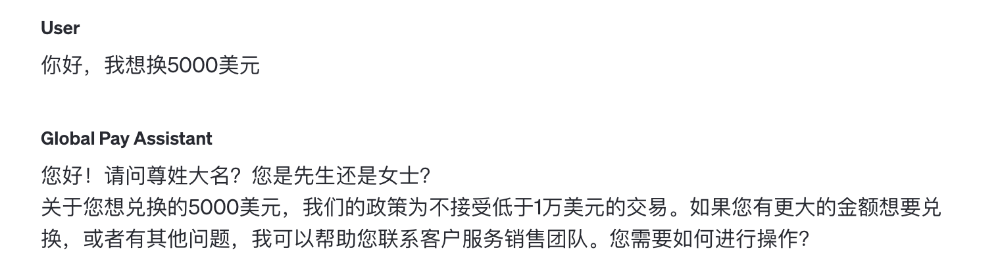 User
你好，我想换5000美元
Global Pay Assistant
您好！请问尊姓大名？您是先生还是女士？
关于您想兑换的5000美元，我们的政策为不接受低于1万美元的交易。如果您有更大的金额想要兑
换，或者有其他问题，我可以帮助您联系客户服务销售团队。您需要如何进行操作？